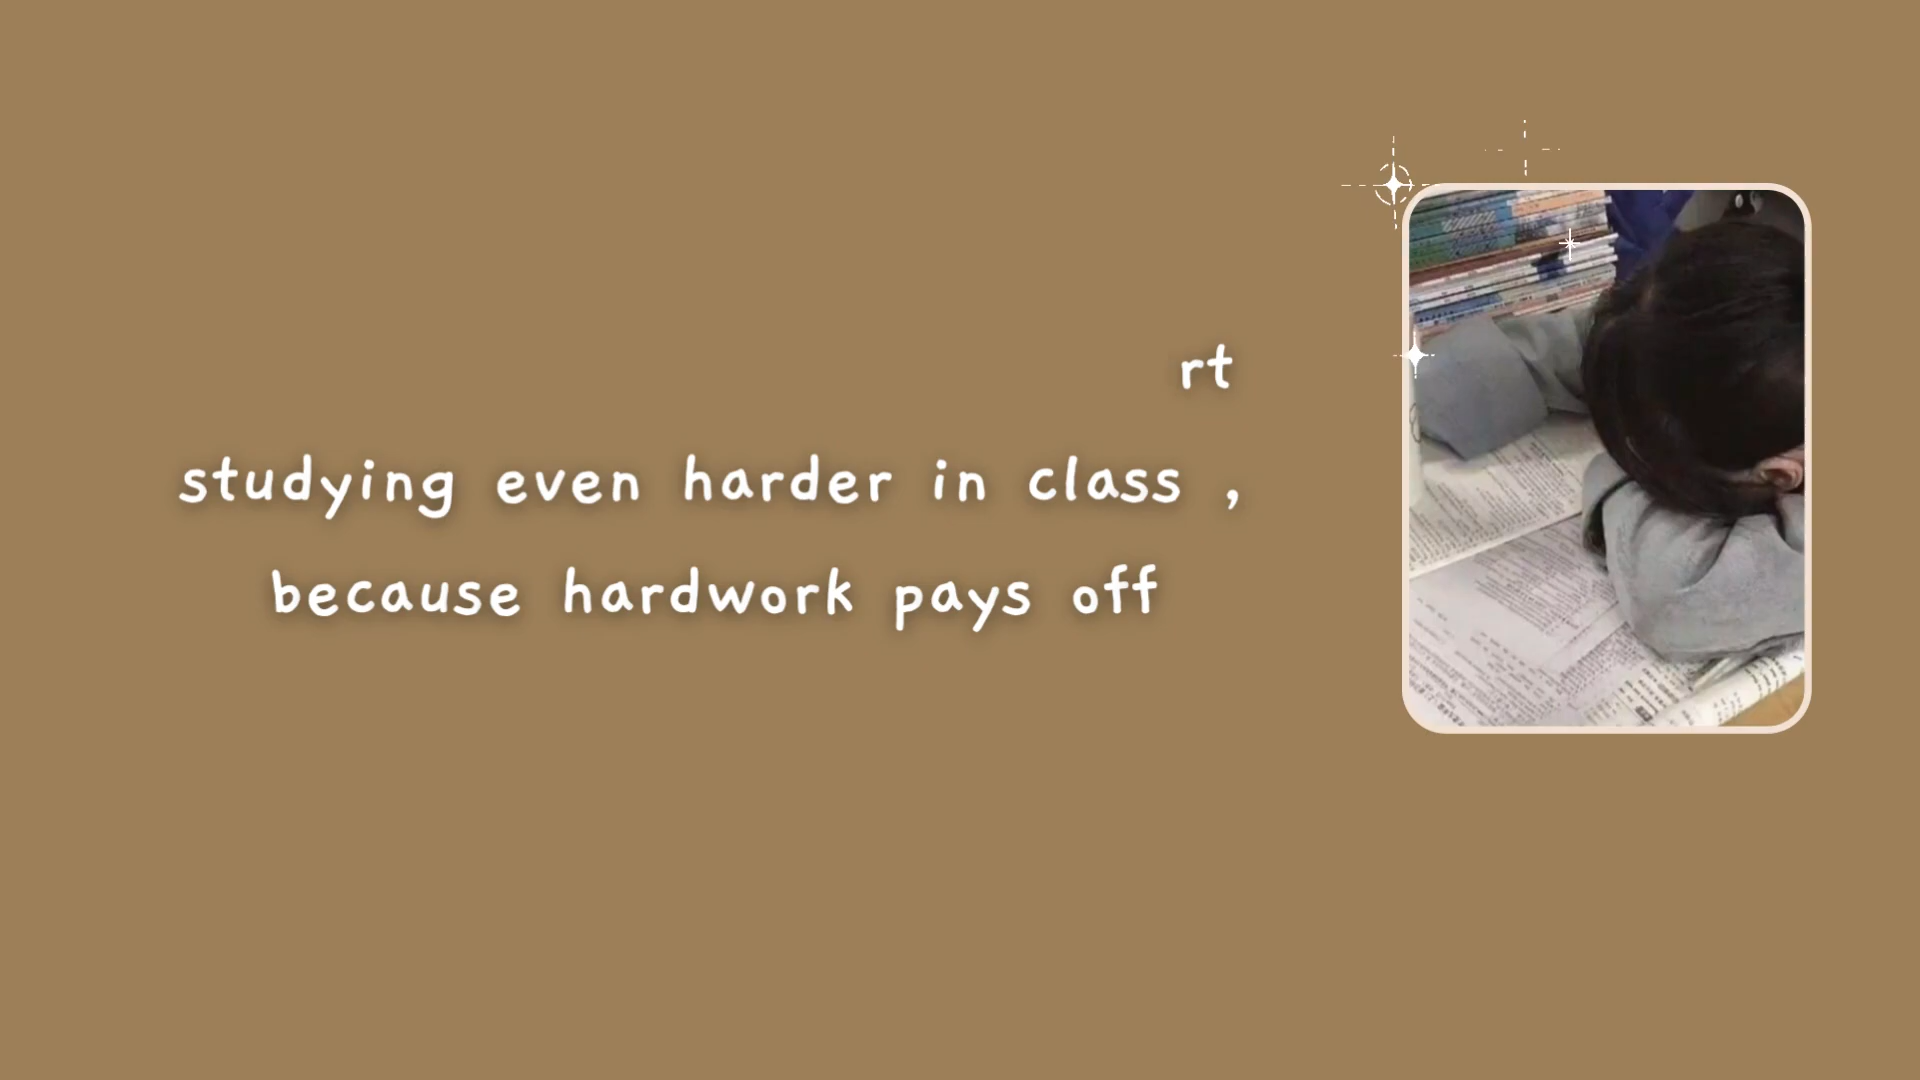 rt
studying even harder in class ,
because hardwork pays off